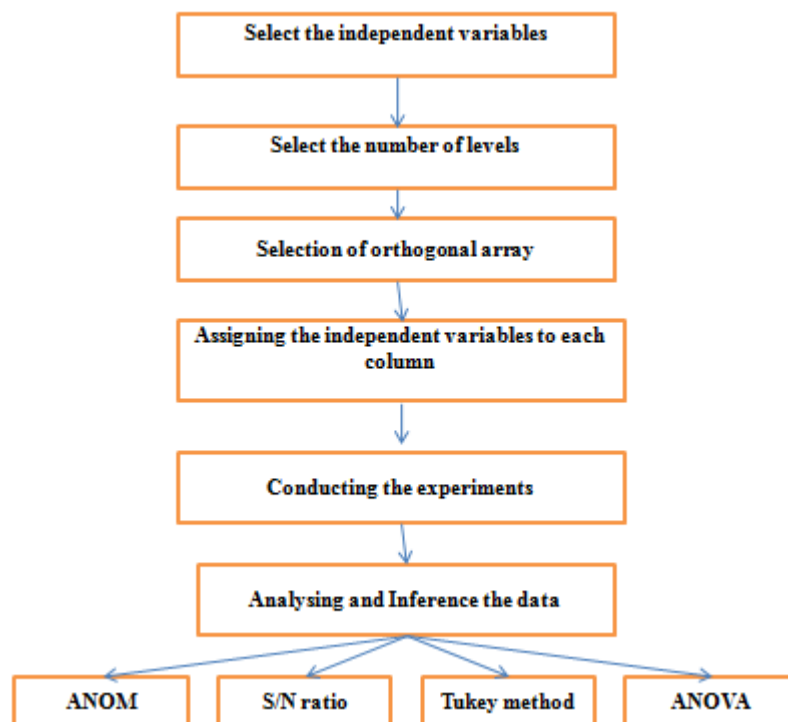 Select the independent variables
Select the number of levels
Selection of orthogonal array
Assigning the independent variables to each
column
Conducting the experiments
Analysing and Inference the data
ANOM
S/N ratio
Tukey method
ANOVA